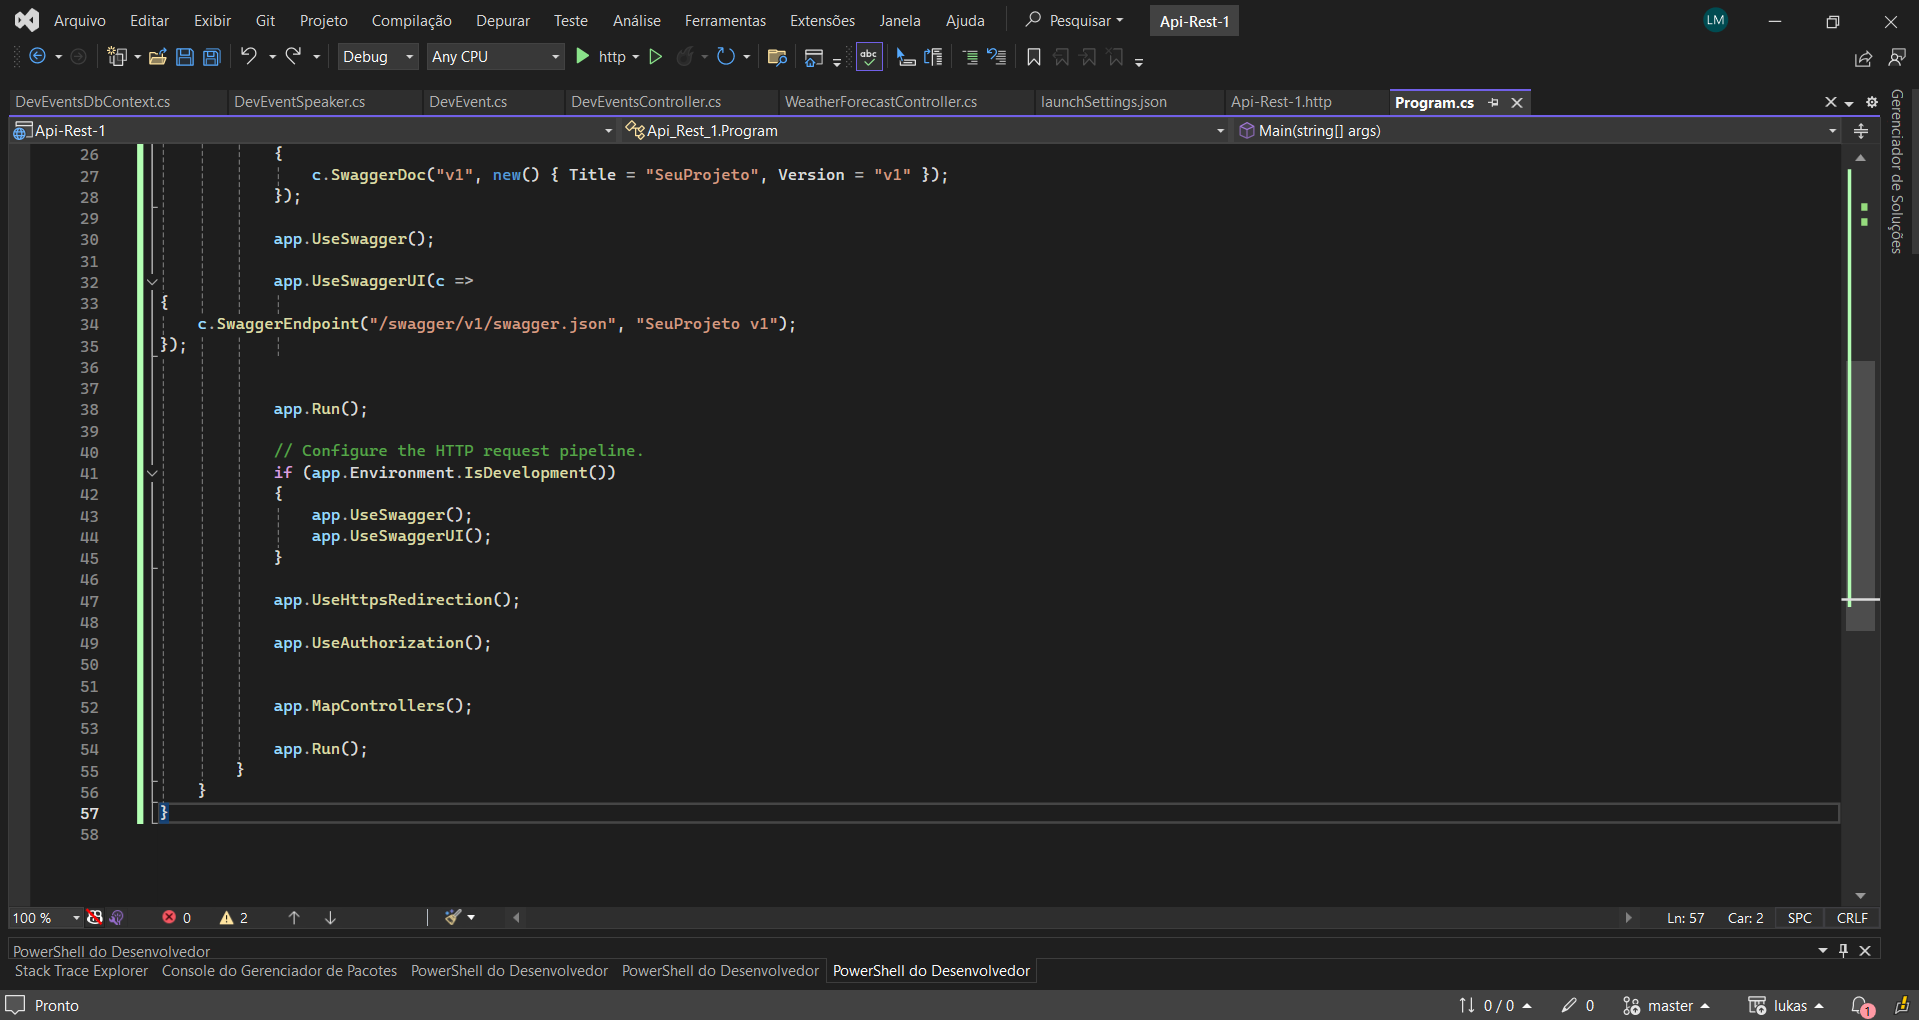 Arquivo Editar Exibir Git Projeto Compilação Depurar Teste Análise Ferramentas Extensões Janela Ajuda Pesquisar Api-Rest-1 LM
Debug Any CPU http abc
DevEventsDbContext.cs DevEventSpeaker.cs DevEvent.cs DevEventsController.cs WeatherForecastController.cs launchSettings.json Api-Rest-1.http Program.cs
Api-Rest-1 Api_Rest_1.Program Main(string[] args)
Gerenciador de Soluções
26 {
27 c.SwaggerDoc("v1", new() { Title = "SeuProjeto", Version = "v1" });
28 });
29
30 app.UseSwagger();
31
32 app.UseSwaggerUI(c =>
33 {
34 c.SwaggerEndpoint("/swagger/v1/swagger.json", "SeuProjeto v1");
35 });
36
37
38 app.Run();
39
40 // Configure the HTTP request pipeline.
41 if (app.Environment.IsDevelopment())
42 {
43 app.UseSwagger();
44 app.UseSwaggerUI();
45 }
46
47 app.UseHttpsRedirection();
48
49 app.UseAuthorization();
50
51
52 app.MapControllers();
53
54 app.Run();
55 }
56 }
57 }
58
100 % 0 2 Ln: 57 Car: 2 SPC CRLF
PowerShell do Desenvolvedor
Stack Trace Explorer Console do Gerenciador de Pacotes PowerShell do Desenvolvedor PowerShell do Desenvolvedor PowerShell do Desenvolvedor
Pronto 0 / 0 0 master lukas 1